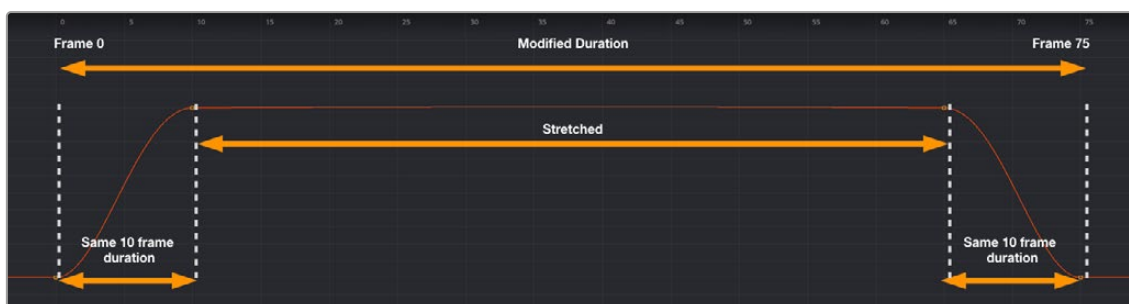 0 5 10 15 20 25 30 35 40 45 50 55 60 65 70 75
Frame 0 Modified Duration Frame 75
Stretched
Same 10 frame
duration
Same 10 frame
duration